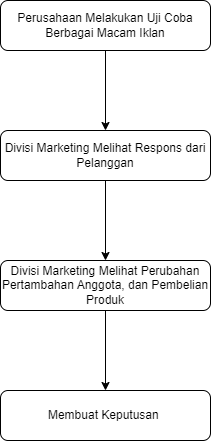 Perusahaan Melakukan Uji Coba
Berbagai Macam Iklan
Divisi Marketing Melihat Respons dari
Pelanggan
Divisi Marketing Melihat Perubahan
Pertambahan Anggota, dan Pembelian
Produk
Membuat Keputusan